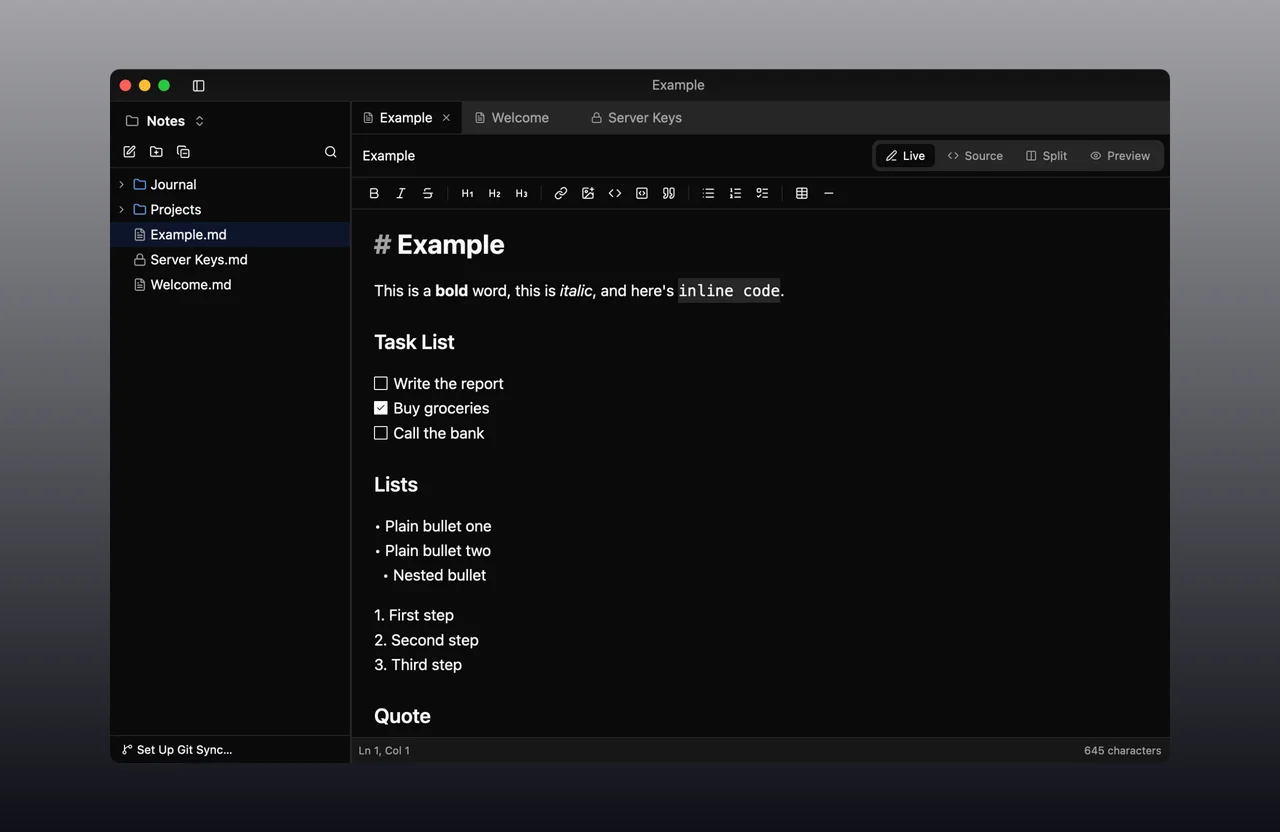 Example
Notes
Example
Welcome
Server Keys
Example
Live
Source
Split
Preview
H1 H2 H3
Journal
Projects
Example.md
Server Keys.md
Welcome.md
# Example
This is a bold word, this is italic, and here's inline code.
Task List
Write the report
Buy groceries
Call the bank
Lists
• Plain bullet one
• Plain bullet two
• Nested bullet
1. First step
2. Second step
3. Third step
Quote
Set Up Git Sync...
Ln 1, Col 1
645 characters